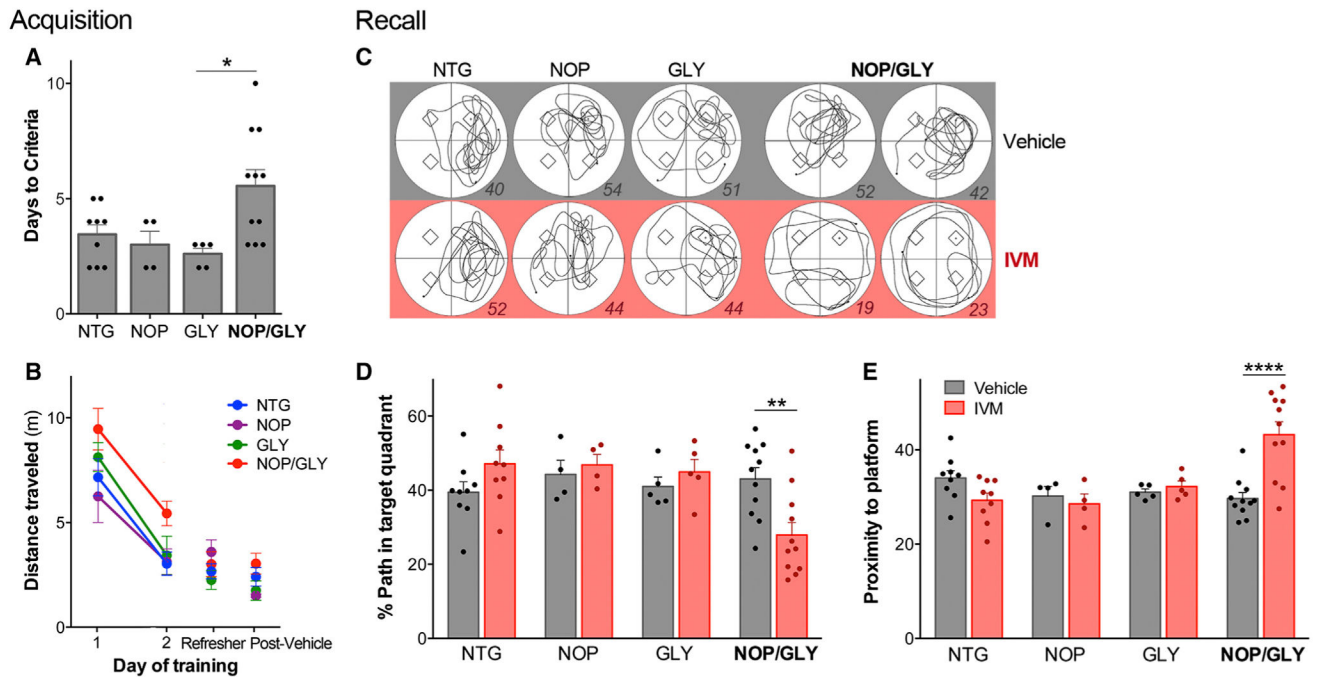 Acquisition
Recall
A
*
10
5
0
Days to Criteria
NTG NOP GLY NOP/GLY
C
NTG NOP GLY NOP/GLY
Vehicle
40 54 51 52 42
IVM
52 44 44 19 23
B
NTG
NOP
GLY
NOP/GLY
10
5
0
Distance traveled (m)
1 2 Refresher Post-Vehicle
Day of training
D
**
60
40
20
0
% Path in target quadrant
NTG NOP GLY NOP/GLY
E
Vehicle
IVM
****
40
20
0
Proximity to platform
NTG NOP GLY NOP/GLY